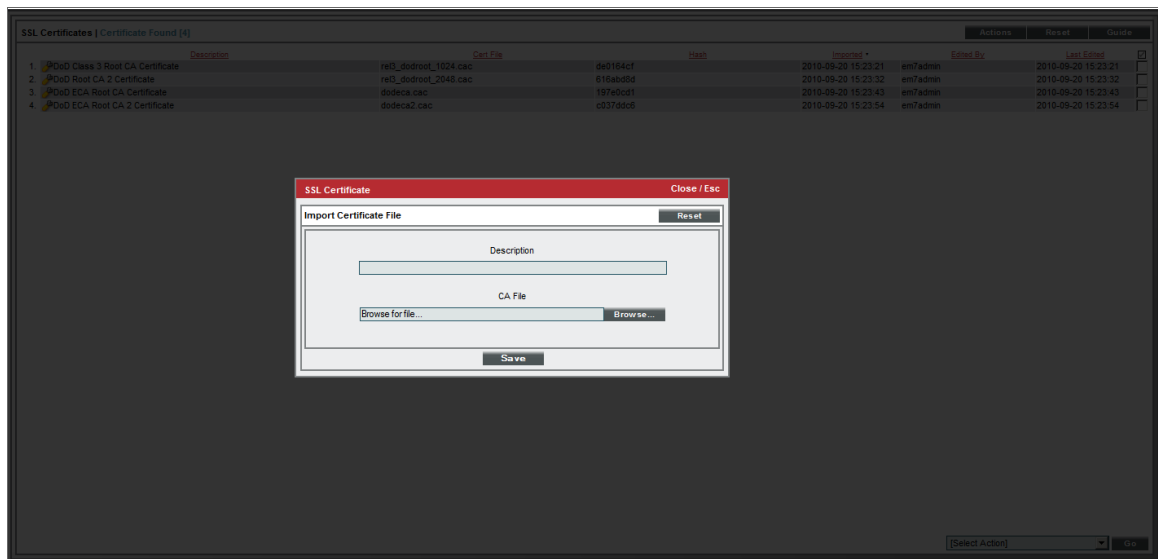 SSL Certificates | Certificate Found [4] Actions Reset Guide
Description Cert File Hash Imported Edited By Last Edited
1. DoD Class 3 Root CA Certificate rel3_dodroot_1024.cac de0164cf 2010-09-20 15:23:21 em7admin 2010-09-20 15:23:21
2. DoD Root CA 2 Certificate rel3_dodroot_2048.cac 616abd8d 2010-09-20 15:23:32 em7admin 2010-09-20 15:23:32
3. DoD ECA Root CA Certificate dodeca.cac 197e0cd1 2010-09-20 15:23:43 em7admin 2010-09-20 15:23:43
4. DoD ECA Root CA 2 Certificate dodeca2.cac c037ddc6 2010-09-20 15:23:54 em7admin 2010-09-20 15:23:54
SSL Certificate Close / Esc
Import Certificate File Reset
Description
CA File
Browse for file... Browse...
Save
[Select Action] Go